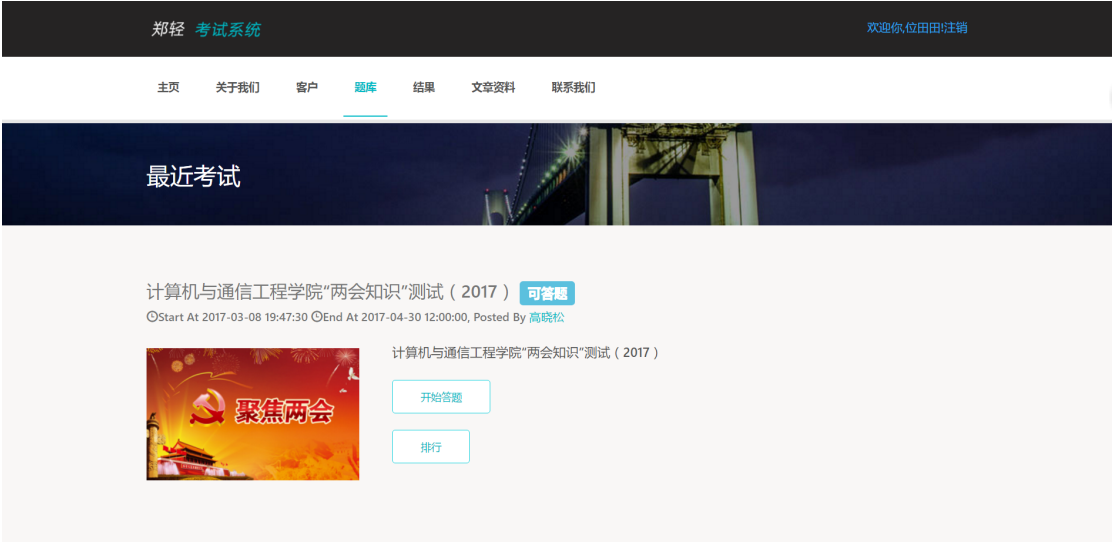 郑轻 考试系统 欢迎你,位田田!注销
主页 关于我们 客户 题库 结果 文章资料 联系我们
最近考试
计算机与通信工程学院“两会知识”测试（2017） 可答题
Start At 2017-03-08 19:47:30 End At 2017-04-30 12:00:00, Posted By 高晓松
计算机与通信工程学院“两会知识”测试（2017）
聚焦两会
开始答题
排行